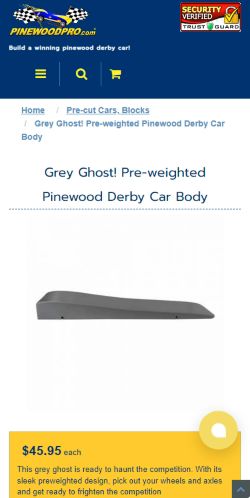 PINEWOODPRO.com
SECURITY
VERIFIED
TRUST GUARD
Build a winning pinewood derby car!
Home / Pre-cut Cars, Blocks
/ Grey Ghost! Pre-weighted Pinewood Derby Car
Body
Grey Ghost! Pre-weighted
Pinewood Derby Car Body
$45.95 each
This grey ghost is ready to haunt the competition. With its
sleek preweighted design, pick out your wheels and axles
and get ready to frighten the competition